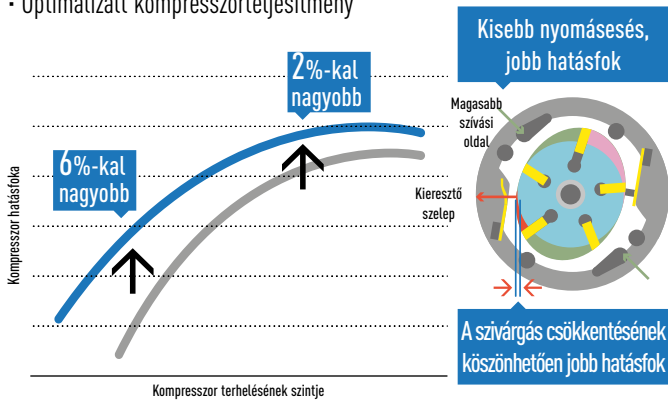 · Optimalizált kompresszorteljesítmény
Kisebb nyomásesés,
jobb hatásfok
2%-kal
nagyobb
6%-kal
nagyobb
Magasabb
szívási
oldal
Kieresztő
szelep
Kompresszor hatásfoka
Kompresszor terhelésének szintje
A szivárgás csökkentésének
köszönhetően jobb hatásfok